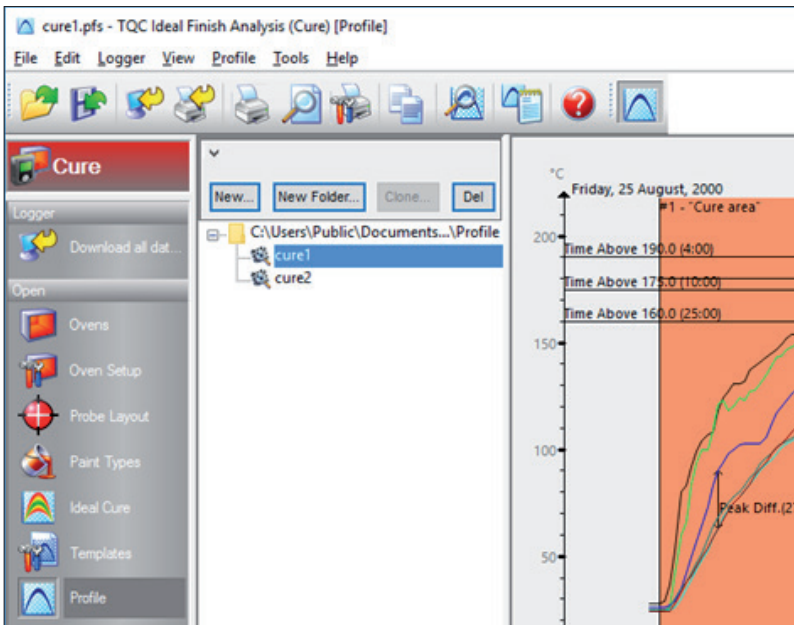 cure1.pfs - TQC Ideal Finish Analysis (Cure) [Profile]
File Edit Logger View Profile Tools Help
Cure
Logger
Download all dat...
Open
Ovens
Oven Setup
Probe Layout
Paint Types
Ideal Cure
Templates
Profile
New... New Folder... Clone... Del
C:\Users\Public\Documents...\Profile
cure1
cure2
°C
Friday, 25 August, 2000
#1 - "Cure area"
200
Time Above 190.0 (4:00)
Time Above 175.0 (10:00)
Time Above 160.0 (25:00)
150
100
Peak Diff.(2
50